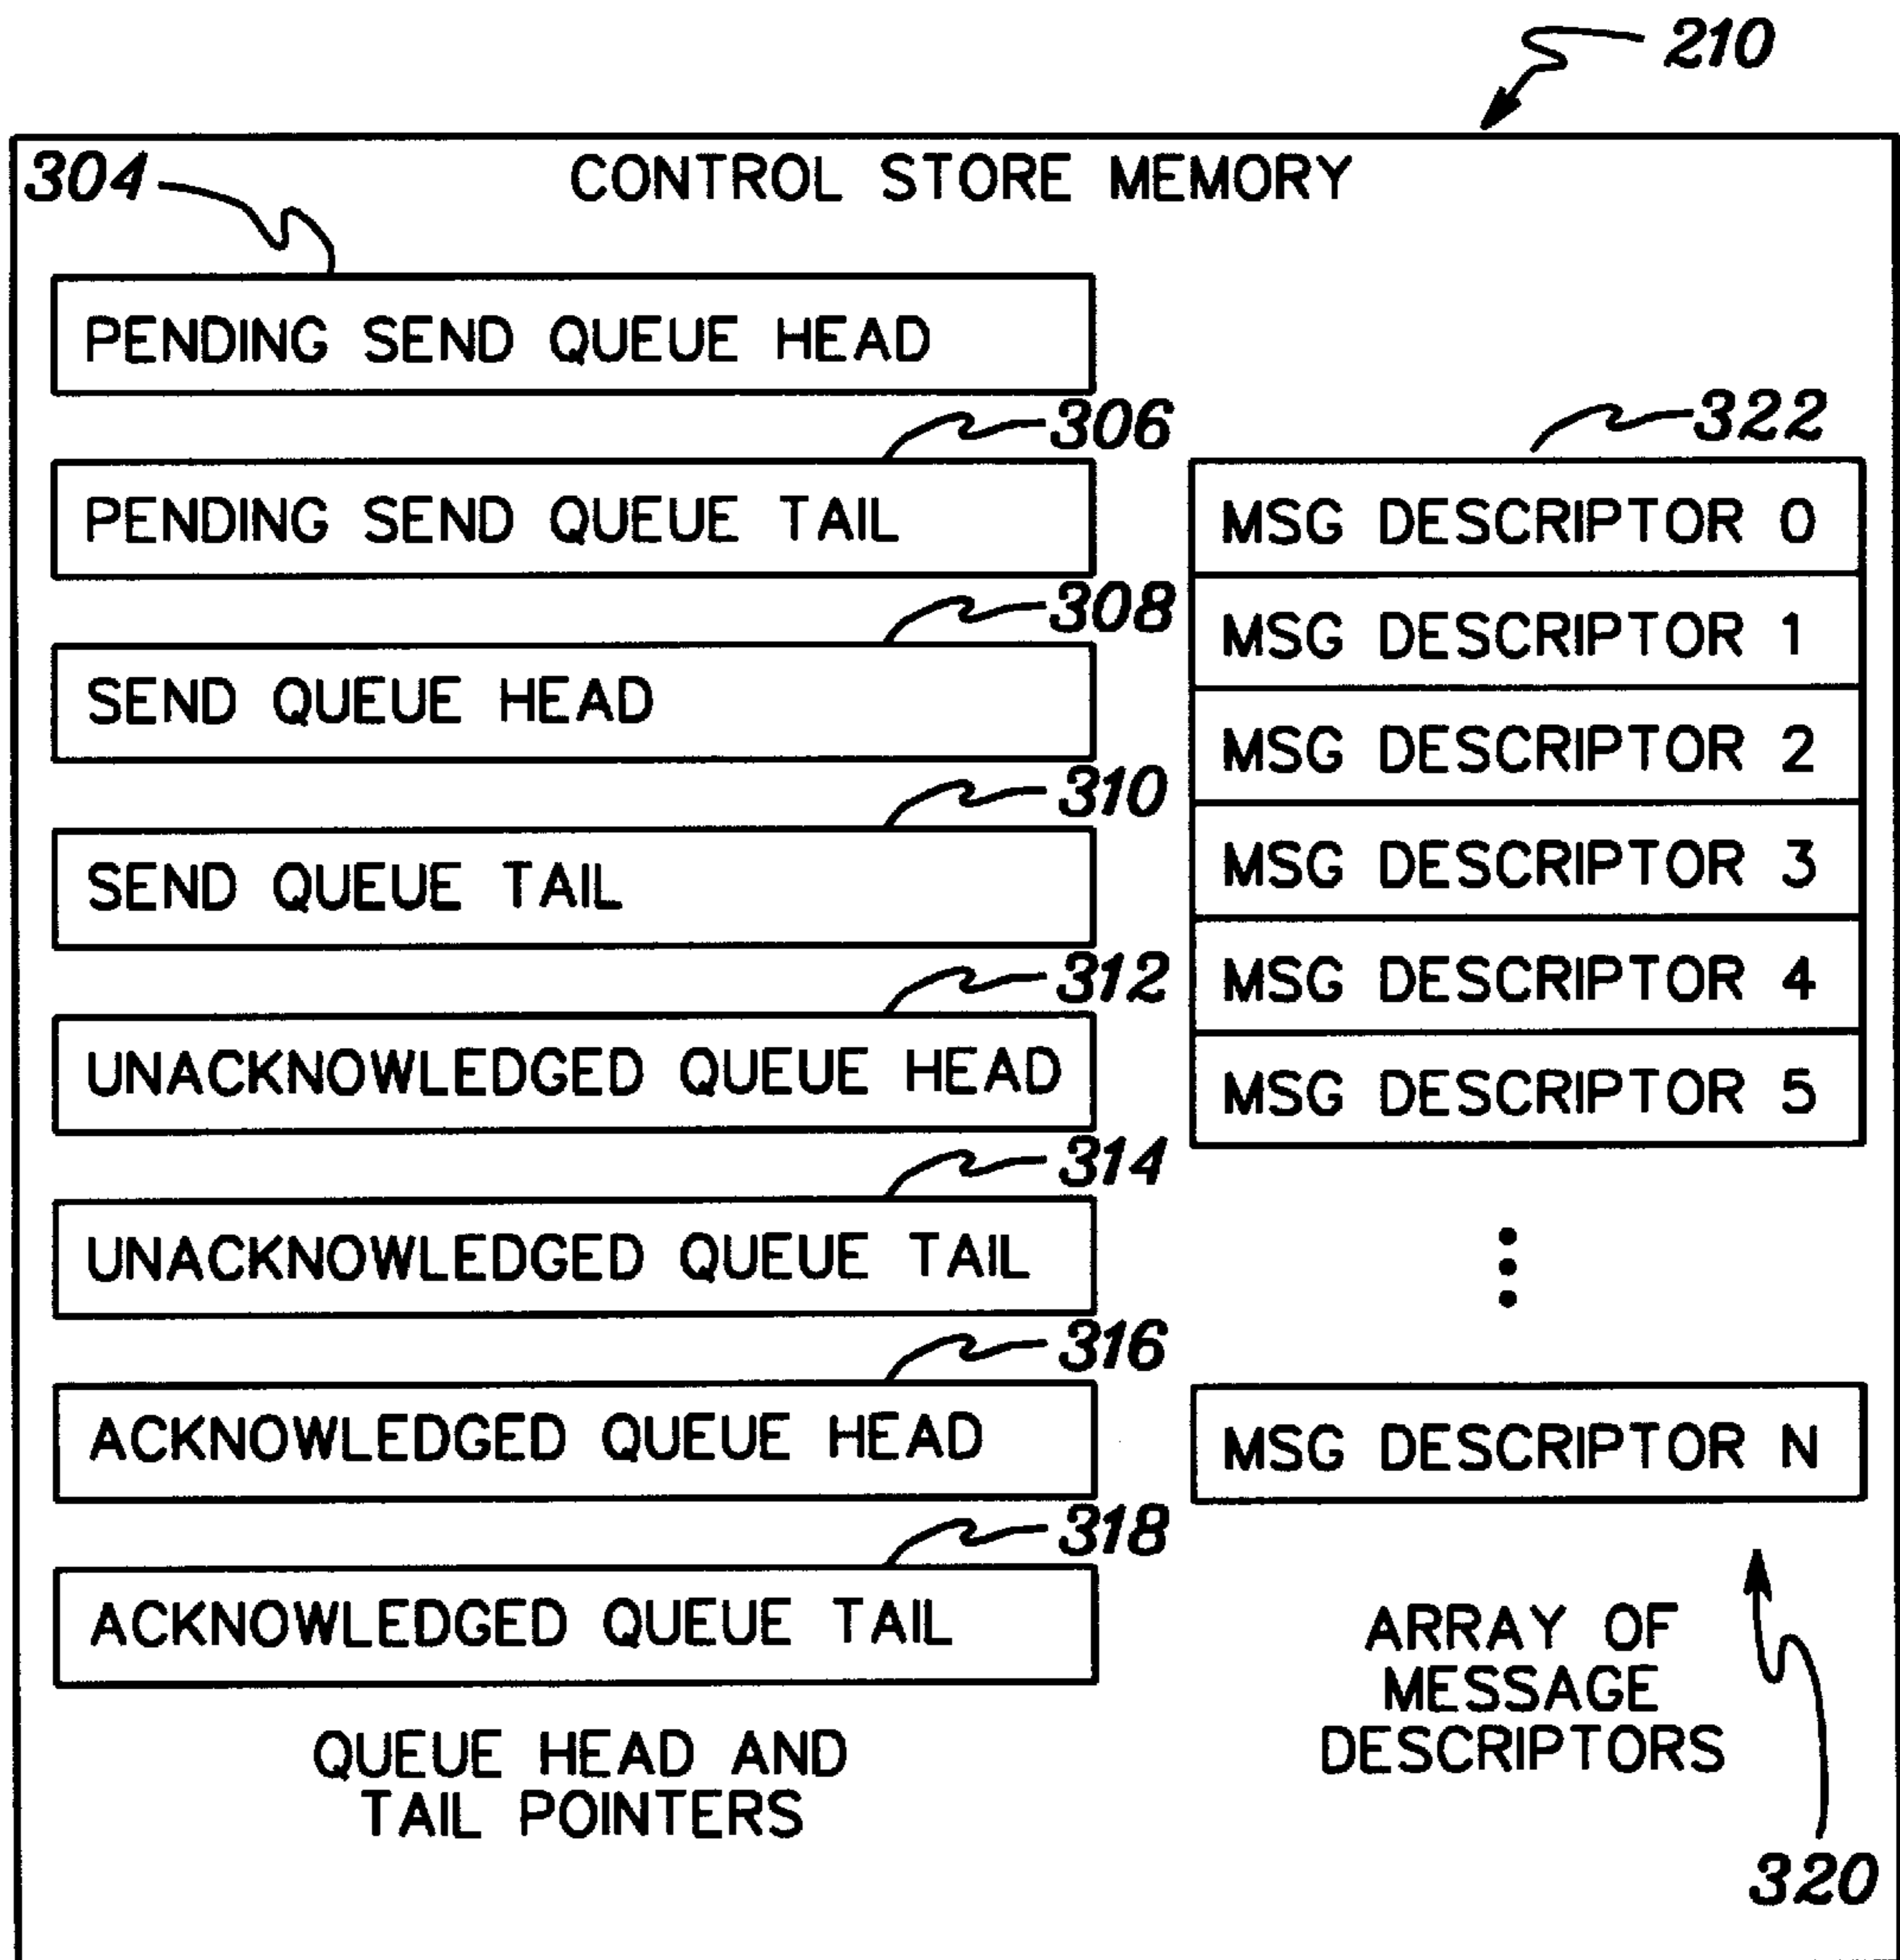 210
304
CONTROL STORE MEMORY
PENDING SEND QUEUE HEAD
306
PENDING SEND QUEUE TAIL
308
SEND QUEUE HEAD
310
SEND QUEUE TAIL
312
UNACKNOWLEDGED QUEUE HEAD
314
UNACKNOWLEDGED QUEUE TAIL
316
ACKNOWLEDGED QUEUE HEAD
318
ACKNOWLEDGED QUEUE TAIL
QUEUE HEAD AND
TAIL POINTERS
322
MSG DESCRIPTOR 0
MSG DESCRIPTOR 1
MSG DESCRIPTOR 2
MSG DESCRIPTOR 3
MSG DESCRIPTOR 4
MSG DESCRIPTOR 5
MSG DESCRIPTOR N
ARRAY OF
MESSAGE
DESCRIPTORS
320